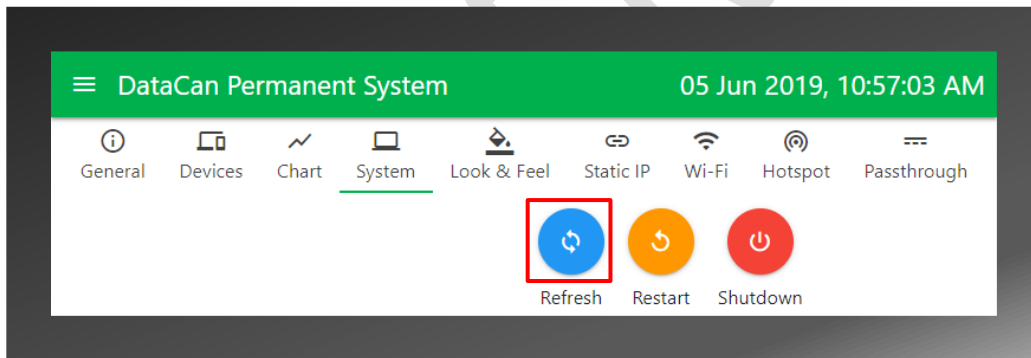 DataCan Permanent System 05 Jun 2019, 10:57:03 AM
General Devices Chart System Look & Feel Static IP Wi-Fi Hotspot Passthrough
Refresh Restart Shutdown